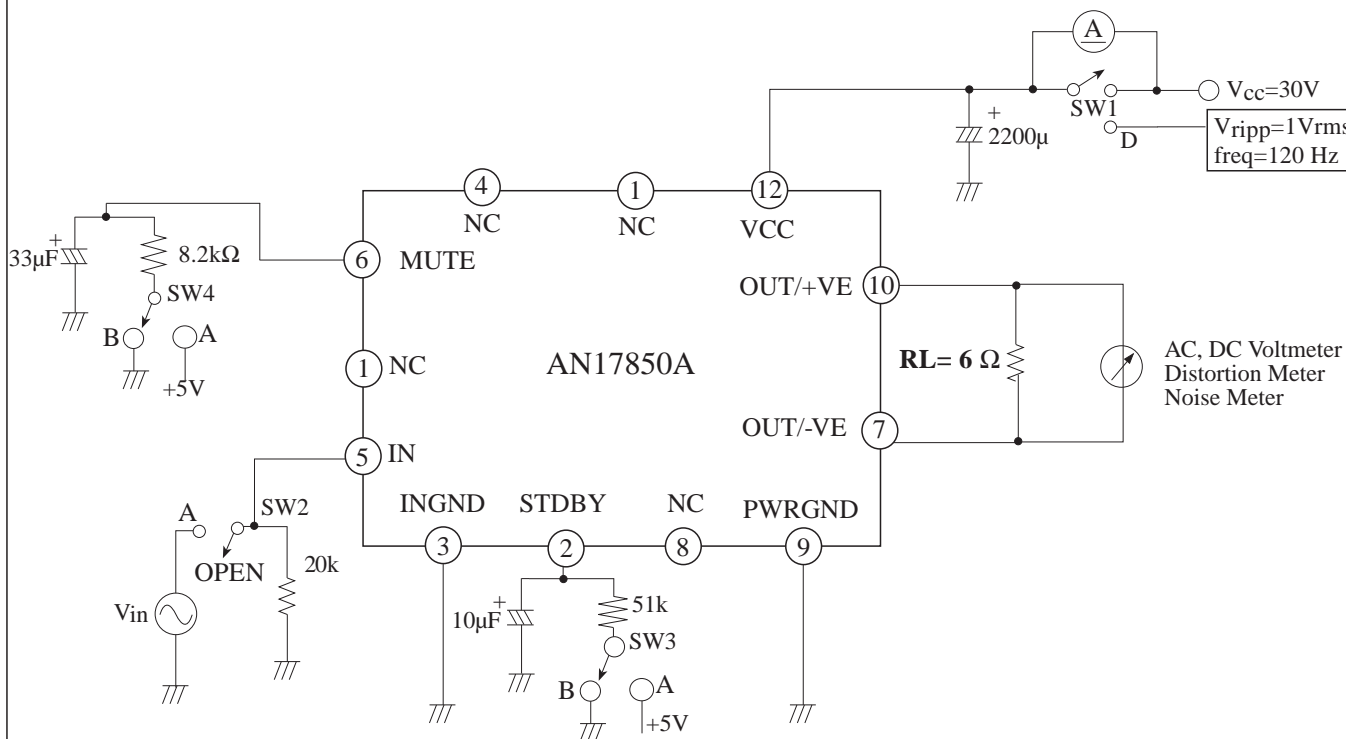 A
Vcc=30V
SW1
+
2200μ
D
Vripp=1Vrms
freq=120 Hz
4
1
12
NC
NC
VCC
+
33μF
8.2kΩ
6
MUTE
SW4
OUT/+VE
10
B
A
+5V
1
NC
AN17850A
RL= 6 Ω
AC, DC Voltmeter
Distortion Meter
Noise Meter
OUT/-VE
7
5
IN
A
SW2
OPEN
20k
Vin
INGND
STDBY
NC
PWRGND
3
2
8
9
+
10μF
51k
SW3
B
A
+5V